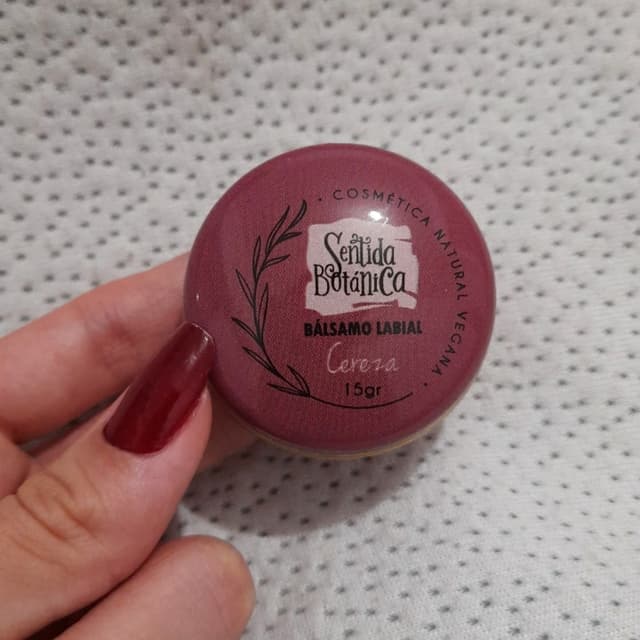 · COSMÉTICA NATURAL VEGANA ·
Sentida
Botánica
BÁLSAMO LABIAL
Cereza
15gr